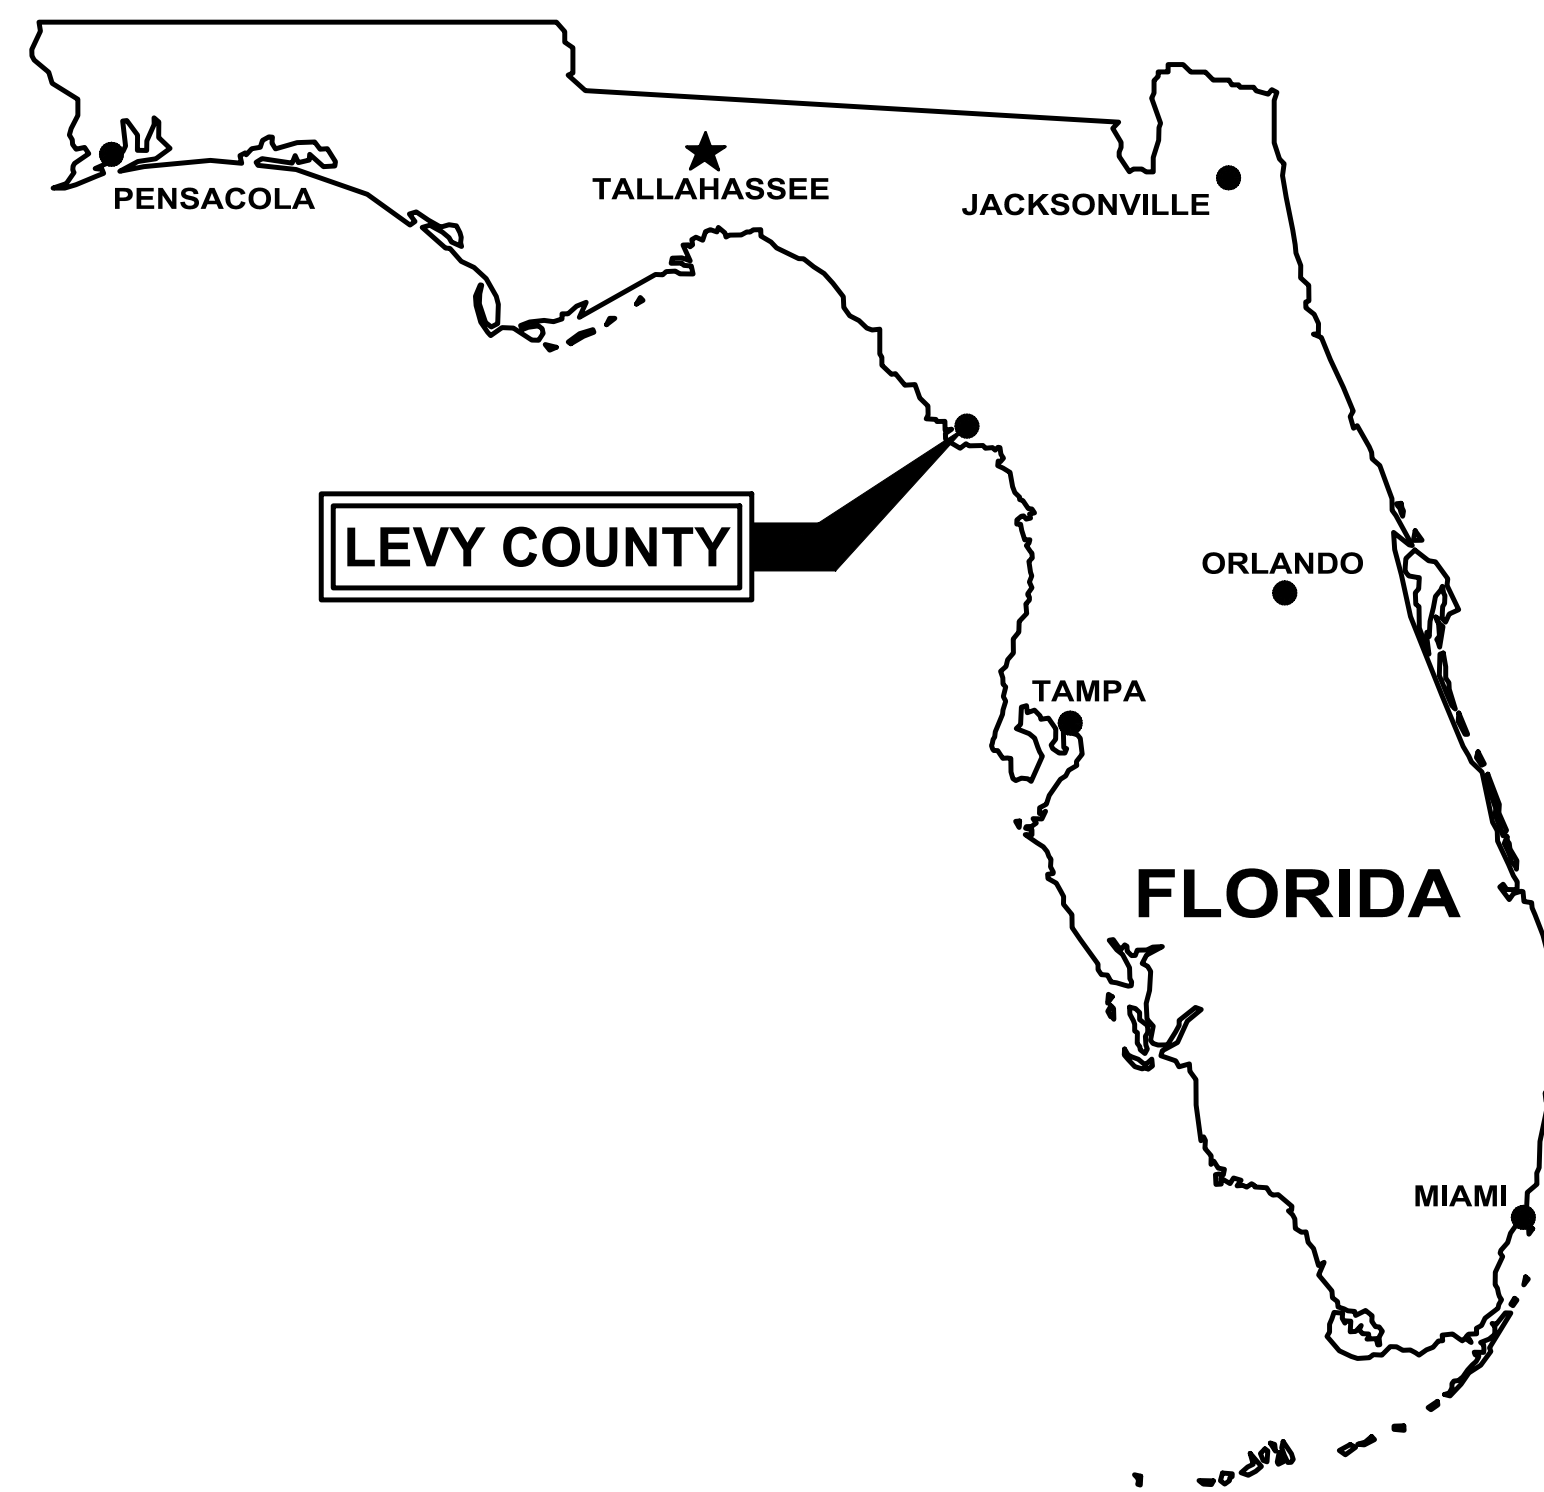 PENSACOLA
TALLAHASSEE
JACKSONVILLE
LEVY COUNTY
ORLANDO
TAMPA
FLORIDA
MIAMI